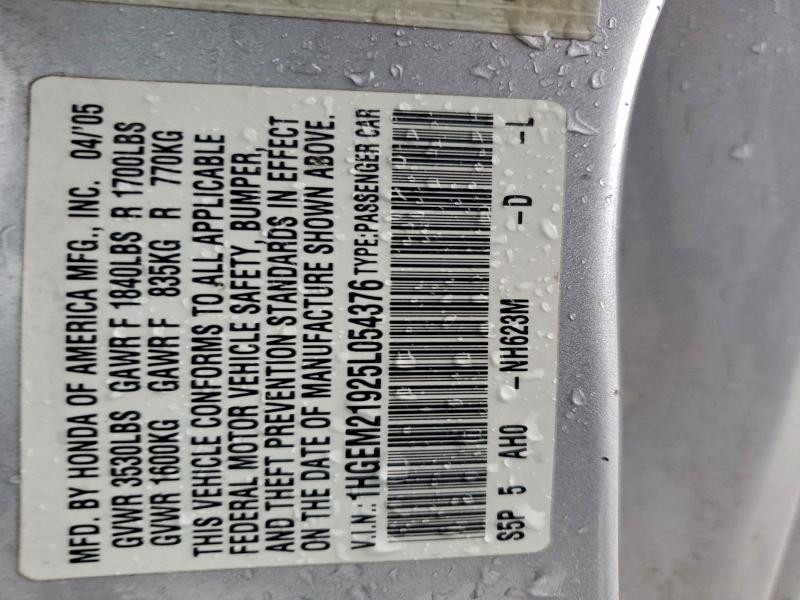 MFD. BY HONDA OF AMERICA MFG., INC. 04/'05
GVWR 3530LBS GAWR F 1840LBS R 1700LBS
GVWR 1600KG GAWR F 835KG R 770KG
THIS VEHICLE CONFORMS TO ALL APPLICABLE
FEDERAL MOTOR VEHICLE SAFETY, BUMPER,
AND THEFT PREVENTION STANDARDS IN EFFECT
ON THE DATE OF MANUFACTURE SHOWN ABOVE.
V.I.N.: 1HGEM21925L054376 TYPE:PASSENGER CAR
S5P 5 AH0 -NH623M -D -L